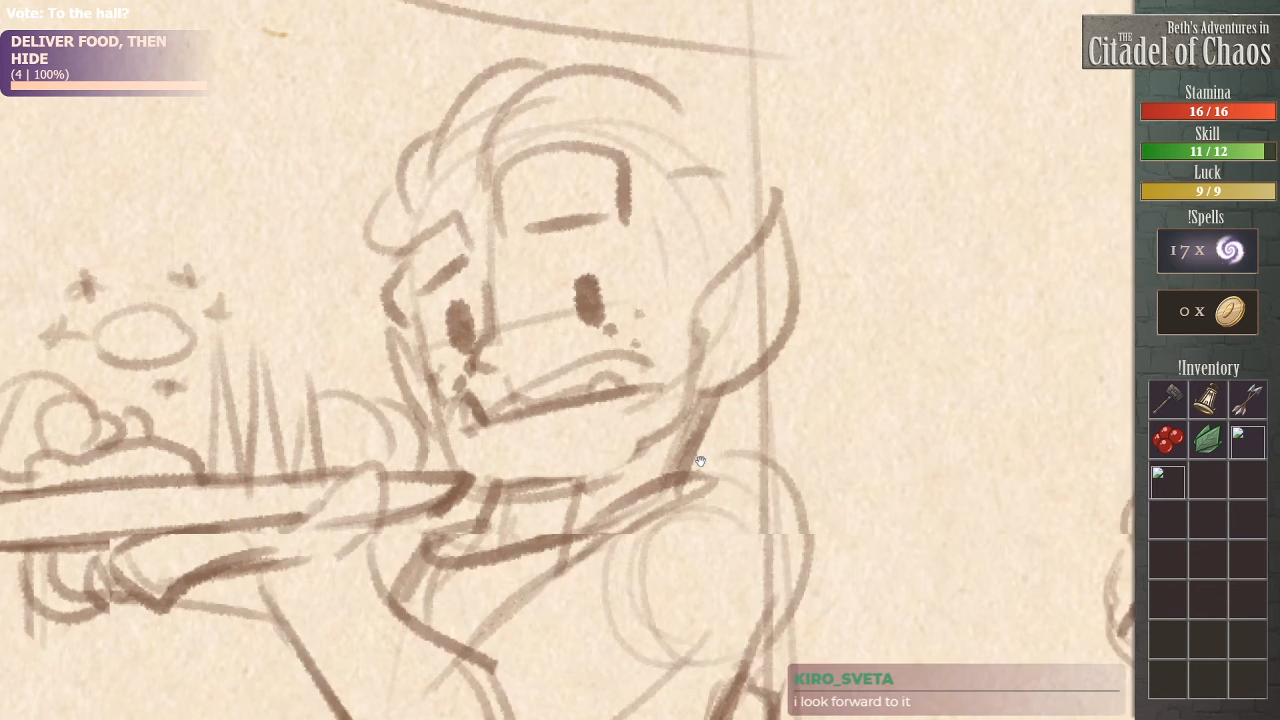 Vote: To the hall?
DELIVER FOOD, THEN
HIDE
(4 | 100%)
Beth's Adventures in
THE
Citadel of Chaos
Stamina
16 / 16
Skill
11 / 12
Luck
9 / 9
!Spells
17 x
0 x
!Inventory
KIRO_SVETA
i look forward to it